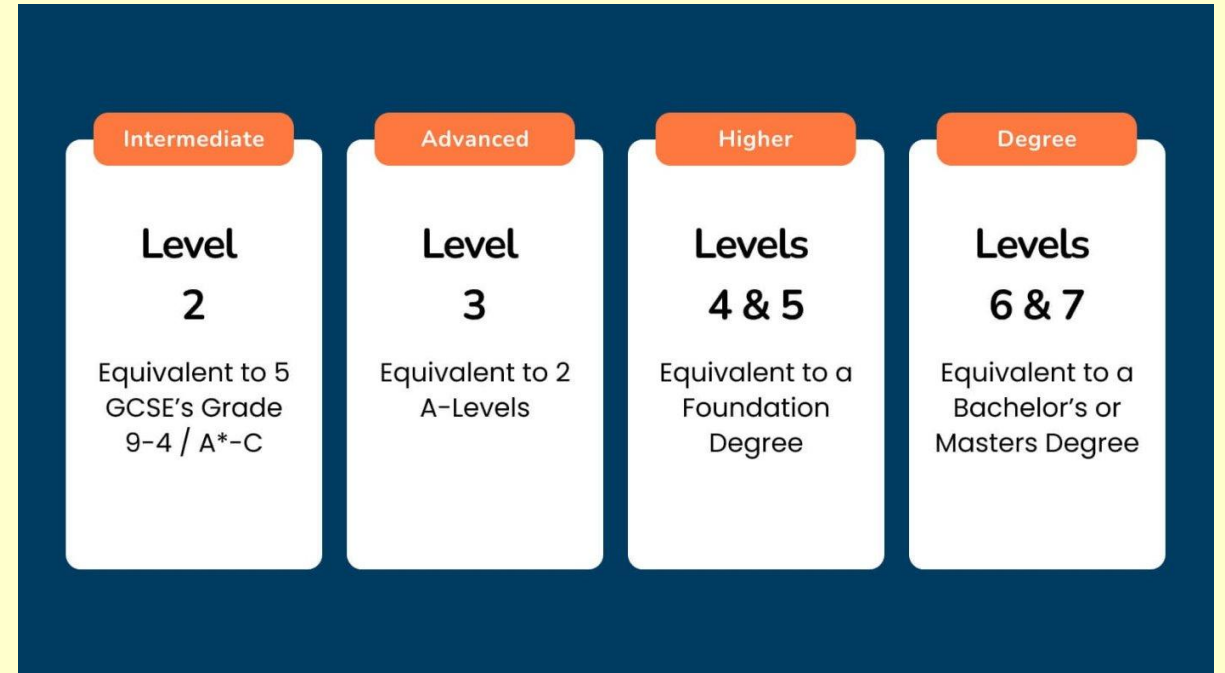 Intermediate
Level
2
Equivalent to 5
GCSE’s Grade
9-4 / A*-C
Advanced
Level
3
Equivalent to 2
A-Levels
Higher
Levels
4 & 5
Equivalent to a
Foundation
Degree
Degree
Levels
6 & 7
Equivalent to a
Bachelor’s or
Masters Degree